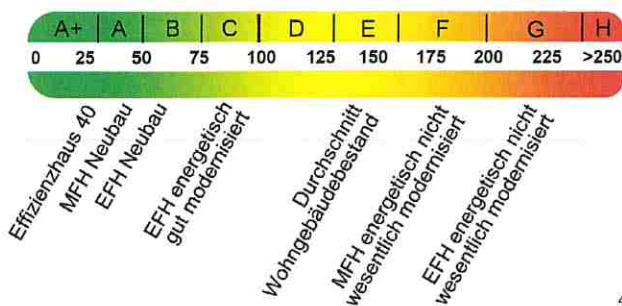 A+ A B C D E F G H
0 25 50 75 100 125 150 175 200 225 >250
Effizienzhaus 40
MFH Neubau
EFH Neubau
EFH energetisch
gut modernisiert
Durchschnitt
Wohngebäudebestand
MFH energetisch nicht
wesentlich modernisiert
EFH energetisch nicht
wesentlich modernisiert